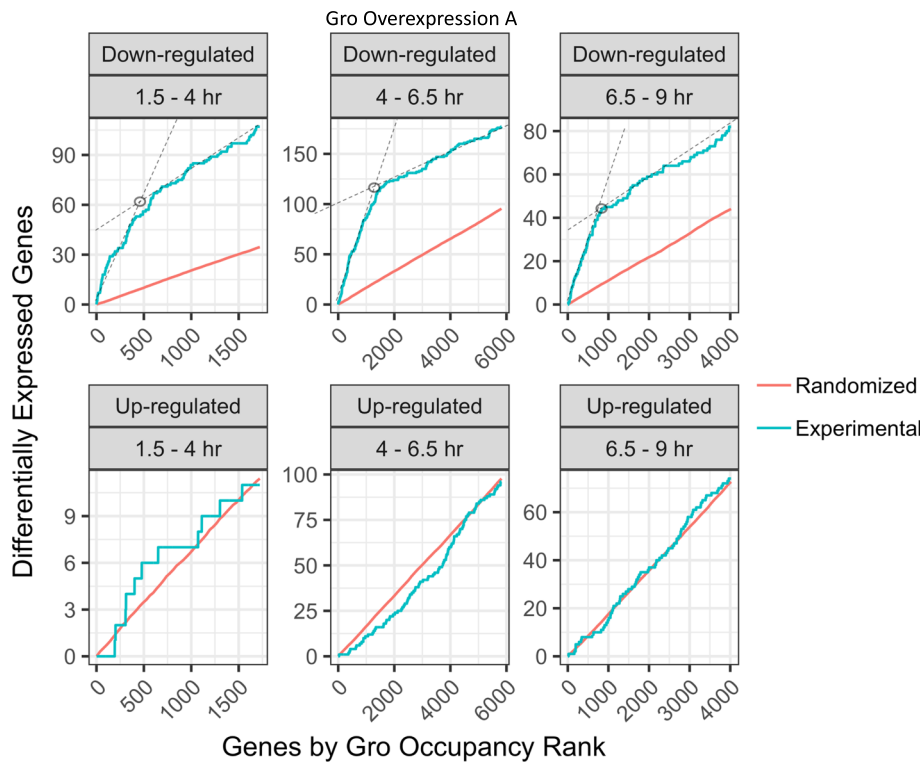 Gro Overexpression A
Down-regulated Down-regulated Down-regulated
1.5 - 4 hr 4 - 6.5 hr 6.5 - 9 hr
90
60
30
0
150
100
50
0
80
60
40
20
0
0 500 1000 1500
0 2000 4000 6000
0 1000 2000 3000 4000
Differentially Expressed Genes
Up-regulated Up-regulated Up-regulated
1.5 - 4 hr 4 - 6.5 hr 6.5 - 9 hr
9
6
3
0
100
75
50
25
0
60
40
20
0
0 500 1000 1500
0 2000 4000 6000
0 1000 2000 3000 4000
Genes by Gro Occupancy Rank
Randomized
Experimental